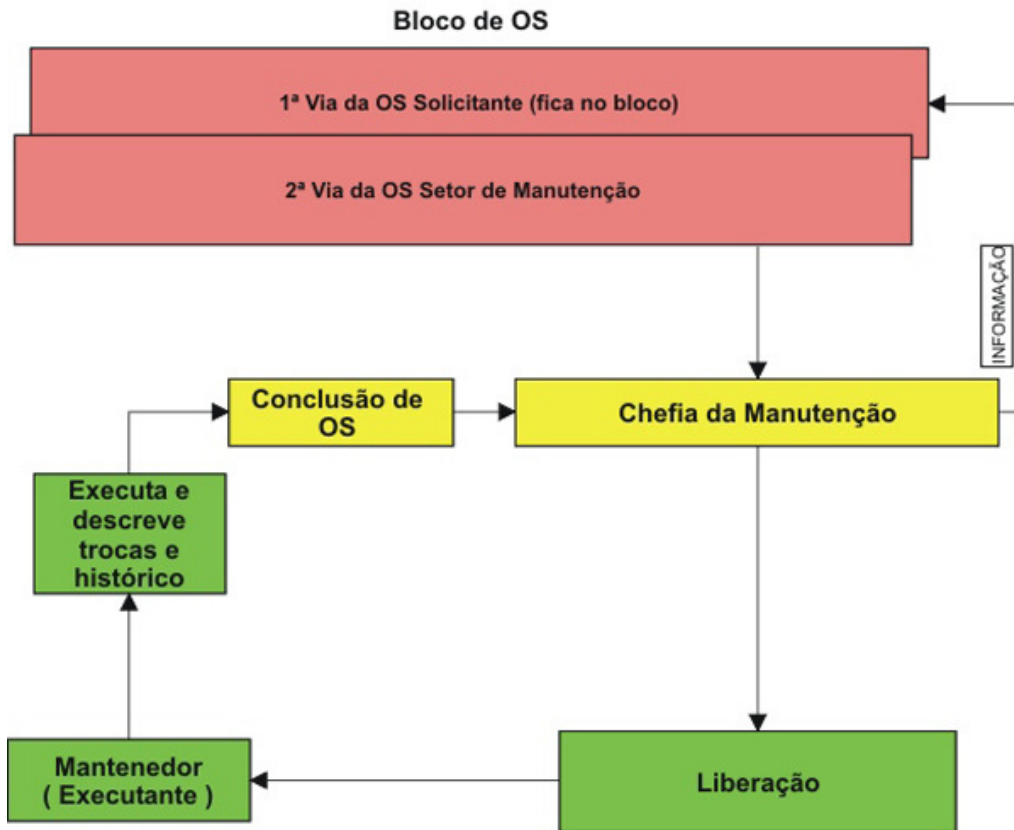 Bloco de OS
1ª Via da OS Solicitante (fica no bloco)
2ª Via da OS Setor de Manutenção
INFORMAÇÃO
Conclusão de
OS
Chefia da Manutenção
Executa e
descreve
trocas e
histórico
Mantenedor
( Executante )
Liberação